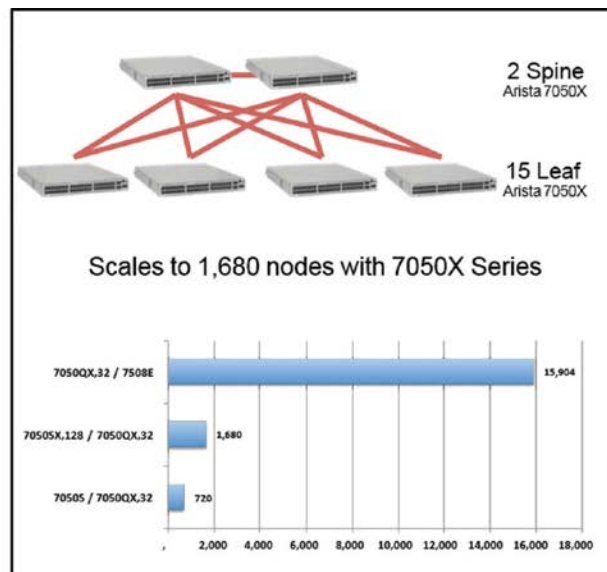 2 Spine
Arista 7050X
15 Leaf
Arista 7050X
Scales to 1,680 nodes with 7050X Series
7050QX,32 / 7508E
15,904
7050SX,128 / 7050QX,32
1,680
7050S / 7050QX,32
720
, 2,000 4,000 6,000 8,000 10,000 12,000 14,000 16,000 18,000